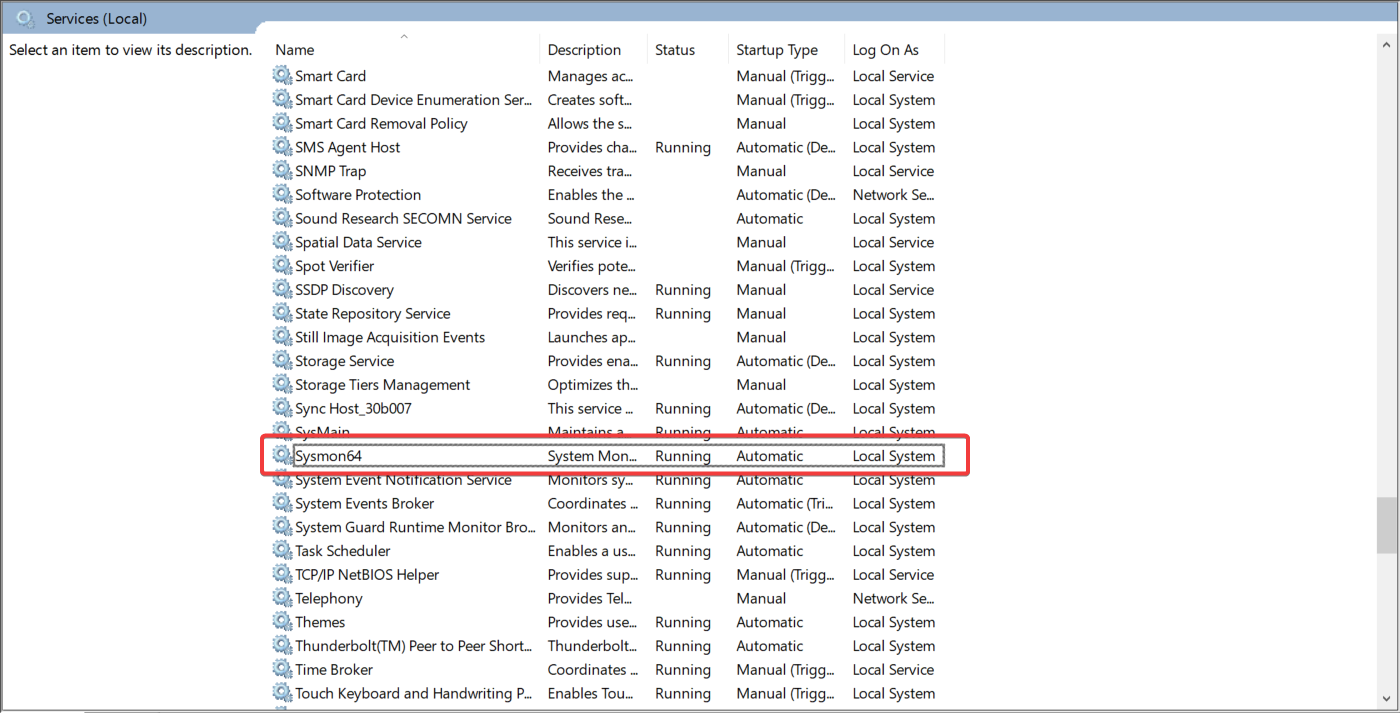 Services (Local)
Select an item to view its description.
Name Description Status Startup Type Log On As
Smart Card Manages ac... Manual (Trigg... Local Service
Smart Card Device Enumeration Ser... Creates soft... Manual (Trigg... Local System
Smart Card Removal Policy Allows the s... Manual Local System
SMS Agent Host Provides cha... Running Automatic (De... Local System
SNMP Trap Receives tra... Manual Local Service
Software Protection Enables the ... Automatic (De... Network Se...
Sound Research SECOMN Service Sound Rese... Automatic Local System
Spatial Data Service This service i... Manual Local Service
Spot Verifier Verifies pote... Manual (Trigg... Local System
SSDP Discovery Discovers ne... Running Manual Local Service
State Repository Service Provides req... Running Manual Local System
Still Image Acquisition Events Launches ap... Manual Local System
Storage Service Provides ena... Running Automatic (De... Local System
Storage Tiers Management Optimizes th... Manual Local System
Sync Host_30b007 This service ... Running Automatic (De... Local System
SysMain Maintains a Running Automatic Local System
Sysmon64 System Mon... Running Automatic Local System
System Event Notification Service Monitors sy... Running Automatic Local System
System Events Broker Coordinates ... Running Automatic (Tri... Local System
System Guard Runtime Monitor Bro... Monitors an... Running Automatic (De... Local System
Task Scheduler Enables a us... Running Automatic Local System
TCP/IP NetBIOS Helper Provides sup... Running Manual (Trigg... Local Service
Telephony Provides Tel... Manual Network Se...
Themes Provides use... Running Automatic Local System
Thunderbolt(TM) Peer to Peer Short... Thunderbolt... Running Automatic Local System
Time Broker Coordinates ... Running Manual (Trigg... Local Service
Touch Keyboard and Handwriting P... Enables Tou... Running Manual (Trigg... Local System